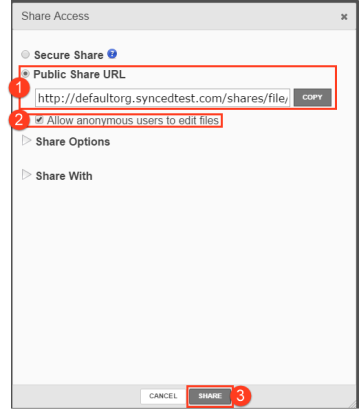 Share Access
Secure Share
Public Share URL
1
http://defaultorg.syncedtest.com/shares/file/ COPY
2 Allow anonymous users to edit files
Share Options
Share With
CANCEL SHARE 3